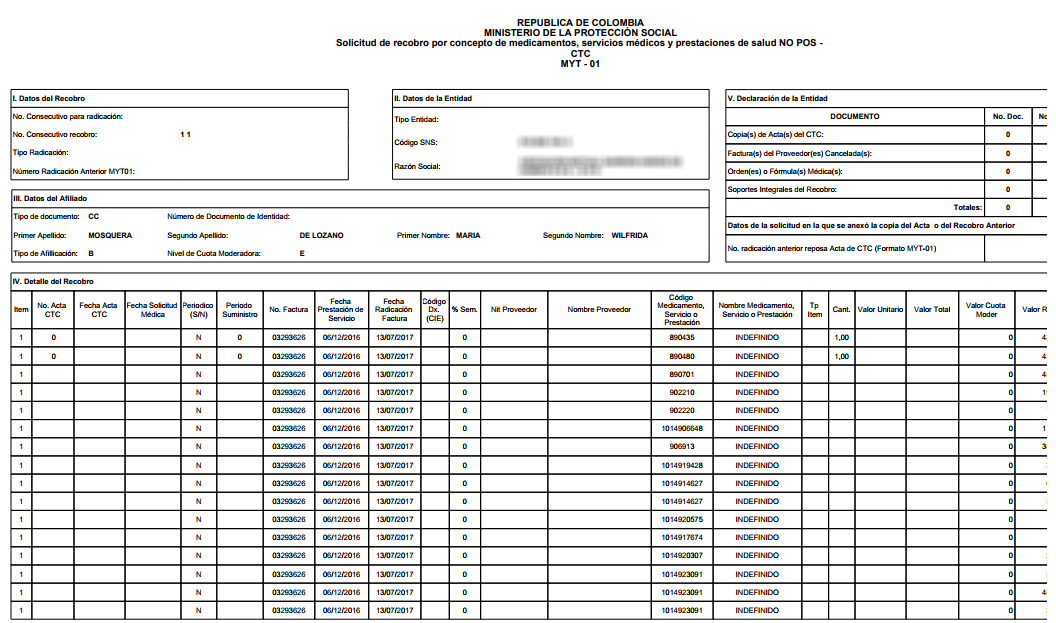 REPUBLICA DE COLOMBIA
MINISTERIO DE LA PROTECCIÓN SOCIAL
Solicitud de recobro por concepto de medicamentos, servicios médicos y prestaciones de salud NO POS -
CTC
MYT - 01
I. Datos del Recobro
No. Consecutivo para radicación:
No. Consecutivo recobro: 1 1
Tipo Radicación:
Número Radicación Anterior MYT01:
II. Datos de la Entidad
Tipo Entidad:
Código SNS:
Razón Social:
V. Declaración de la Entidad
DOCUMENTO No. Doc.
Copia(s) de Acta(s) del CTC: 0
Factura(s) del Proveedor(es) Cancelada(s): 0
Orden(es) o Fórmula(s) Médica(s): 0
Soportes Integrales del Recobro: 0
Totales: 0
Datos de la solicitud en la que se anexó la copia del Acta o del Recobro Anterior
No. radicación anterior reposa Acta de CTC (Formato MYT-01)
III. Datos del Afiliado
Tipo de documento: CC Número de Documento de Identidad:
Primer Apellido: MOSQUERA Segundo Apellido: DE LOZANO Primer Nombre: MARIA Segundo Nombre: WILFRIDA
Tipo de Afillicación: B Nivel de Cuota Moderadora: E
IV. Detalle del Recobro
Item No. Acta CTC Fecha Acta CTC Fecha Solicitud Médica Periodico (S/N) Periodo Suministro No. Factura Fecha Prestación de Servicio Fecha Radicación Factura Código Dx. (CIE) % Sem. Nit Proveedor Nombre Proveedor Código Medicamento, Servicio o Prestación Nombre Medicamento, Servicio o Prestación Tp Item Cant. Valor Unitario Valor Total Valor Cuota Moder Valor
1 0 N 0 03293626 06/12/2016 13/07/2017 0 890435 INDEFINIDO 1,00 0
1 0 N 0 03293626 06/12/2016 13/07/2017 0 890480 INDEFINIDO 1,00 0
1 N 03293626 06/12/2016 13/07/2017 0 890701 INDEFINIDO 0
1 N 03293626 06/12/2016 13/07/2017 0 902210 INDEFINIDO 0
1 N 03293626 06/12/2016 13/07/2017 0 902220 INDEFINIDO 0
1 N 03293626 06/12/2016 13/07/2017 0 1014906648 INDEFINIDO 0
1 N 03293626 06/12/2016 13/07/2017 0 906913 INDEFINIDO 0
1 N 03293626 06/12/2016 13/07/2017 0 1014919428 INDEFINIDO 0
1 N 03293626 06/12/2016 13/07/2017 0 1014914627 INDEFINIDO 0
1 N 03293626 06/12/2016 13/07/2017 0 1014914627 INDEFINIDO 0
1 N 03293626 06/12/2016 13/07/2017 0 1014920575 INDEFINIDO 0
1 N 03293626 06/12/2016 13/07/2017 0 1014917674 INDEFINIDO 0
1 N 03293626 06/12/2016 13/07/2017 0 1014920307 INDEFINIDO 0
1 N 03293626 06/12/2016 13/07/2017 0 1014923091 INDEFINIDO 0
1 N 03293626 06/12/2016 13/07/2017 0 1014923091 INDEFINIDO 0
1 N 03293626 06/12/2016 13/07/2017 0 1014923091 INDEFINIDO 0